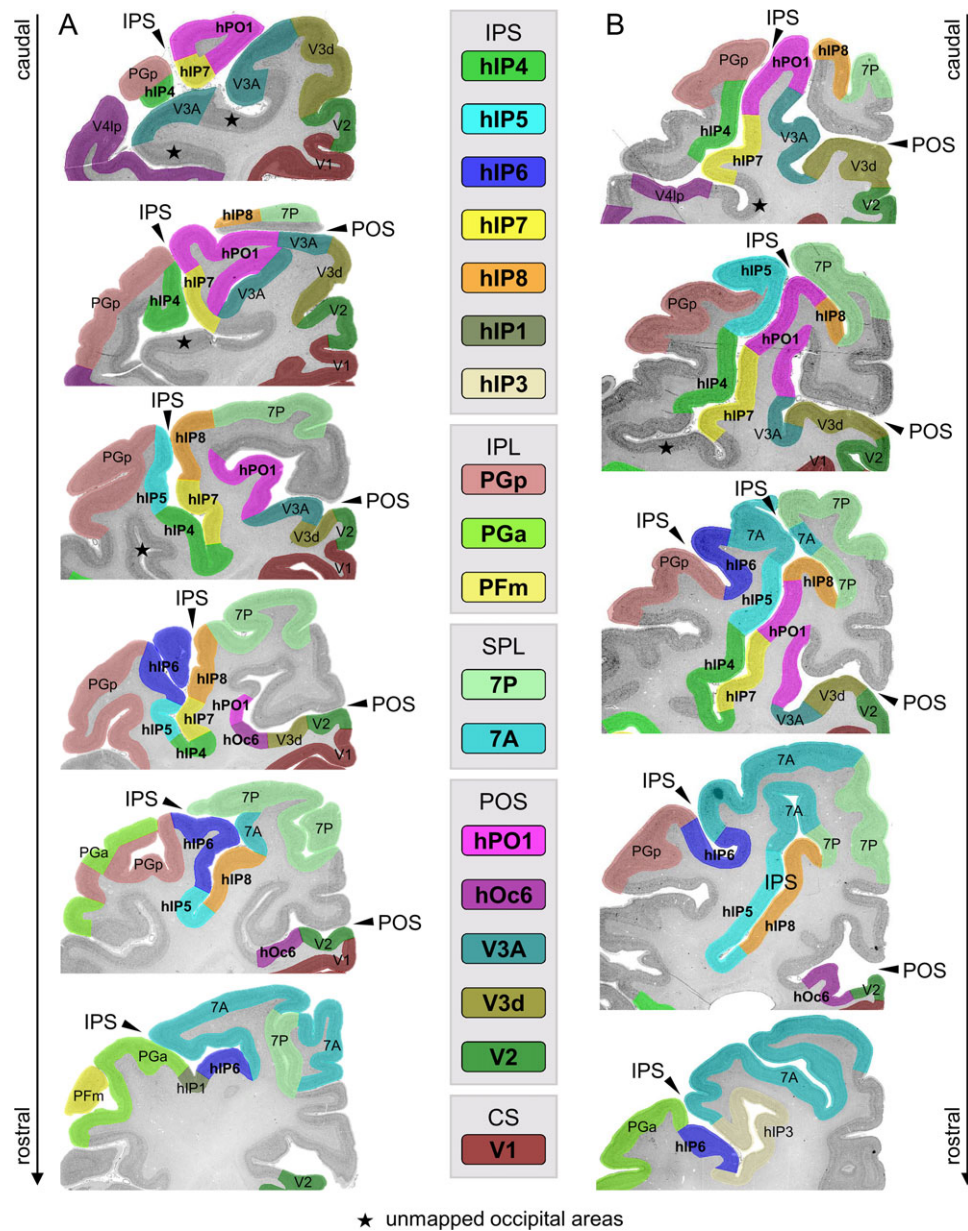 caudal
A
IPS
hPO1
V3d
PGp
hIP7
hIP4
V3A
V3A
V4lp
V2
V1
hIP8
7P
IPS
POS
hPO1
V3A
V3d
PGp
hIP4
hIP7
V3A
V2
V1
IPS
7P
hIP8
PGp
hPO1
hIP5
hIP7
POS
V3A
hIP4
V3d
V2
V1
IPS
7P
hIP6
PGp
hIP8
hPO1
POS
hIP5
hIP7
V2
hOc6
V3d
hIP4
V1
IPS
7P
7A
7P
PGa
hIP6
PGp
hIP8
hIP5
POS
hOc6
V2
V1
7A
IPS
PGa
7P
7A
hIP6
hIP1
PFm
V2
rostral
IPS
hIP4
hIP5
hIP6
hIP7
hIP8
hIP1
hIP3
IPL
PGp
PGa
PFm
SPL
7P
7A
POS
hPO1
hOc6
V3A
V3d
V2
CS
V1
B
caudal
IPS
hIP8
PGp
hPO1
7P
hIP4
POS
V3A
hIP7
V3d
V4lp
V2
IPS
hIP5
7P
PGp
hIP8
hPO1
hIP4
hIP7
V3A
V3d
POS
V1
V2
IPS
IPS
7A
7A
PGp
hIP6
hIP8
7P
hIP5
hPO1
hIP4
hIP7
V3d
POS
V3A
V2
7A
IPS
7A
PGp
hIP6
7P
7P
IPS
hIP5
hIP8
POS
hOc6
V2
IPS
7A
PGa
hIP6
hIP3
rostral
★ unmapped occipital areas